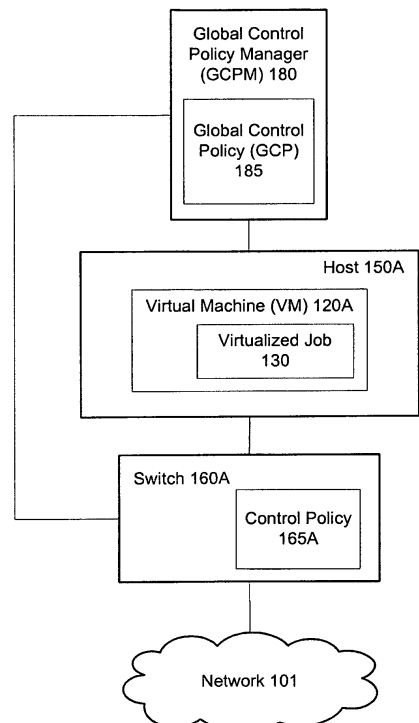 Global Control
Policy Manager
(GCPM) 180
Global Control
Policy (GCP)
185
Host 150A
Virtual Machine (VM) 120A
Virtualized Job
130
Switch 160A
Control Policy
165A
Network 101